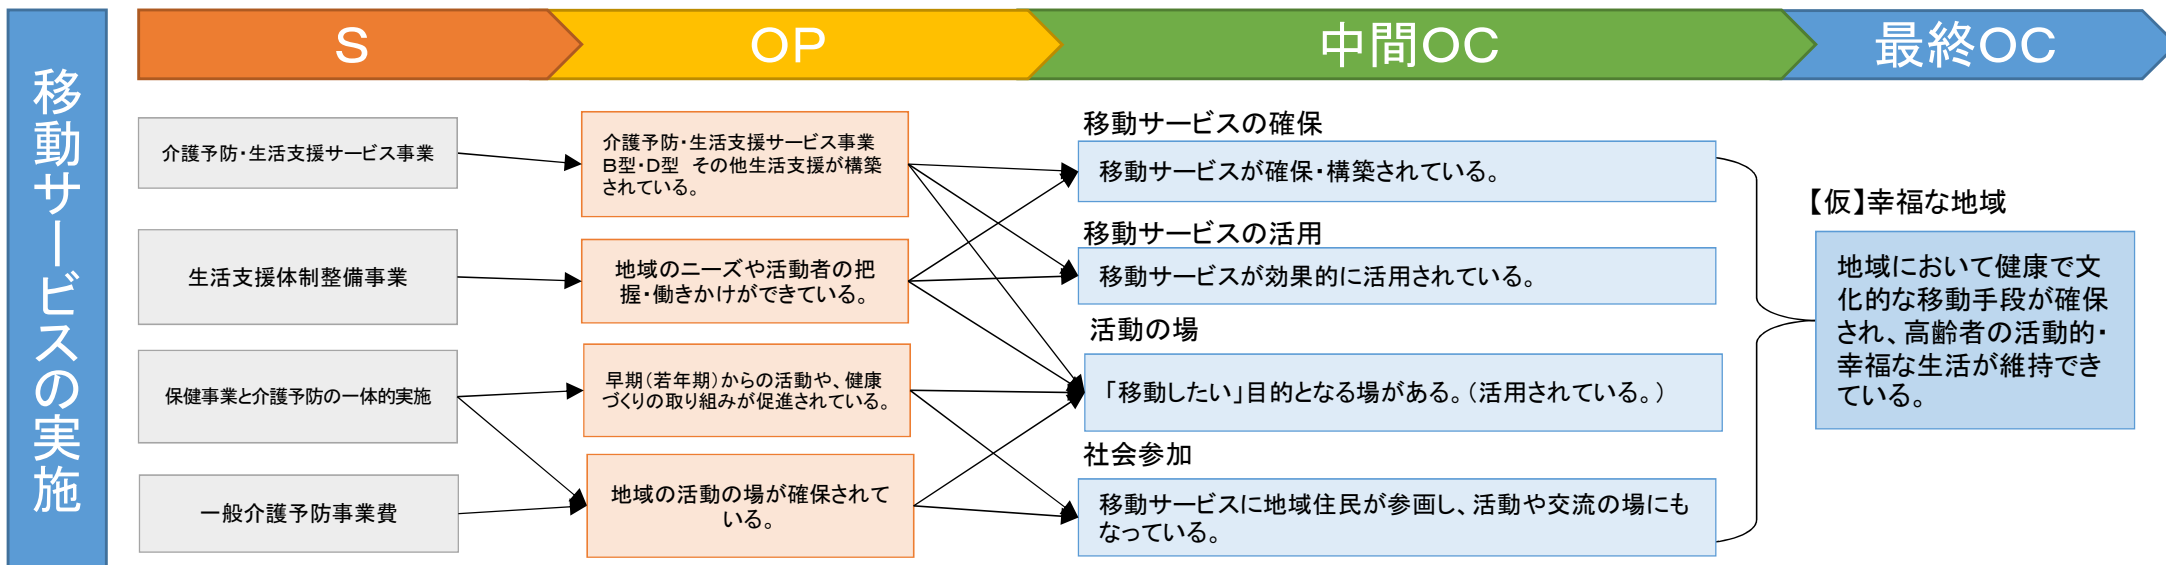 移動サービスの実施
S
OP
中間OC
最終OC
介護予防・生活支援サービス事業
生活支援体制整備事業
保健事業と介護予防の一体的実施
一般介護予防事業費
介護予防・生活支援サービス事業
B型・D型　その他生活支援が構築
されている。
地域のニーズや活動者の把
握・働きかけができている。
早期(若年期)からの活動や、健康
づくりの取り組みが促進されている。
地域の活動の場が確保されて
いる。
移動サービスの確保
移動サービスが確保・構築されている。
移動サービスの活用
移動サービスが効果的に活用されている。
活動の場
「移動したい」目的となる場がある。(活用されている。)
社会参加
移動サービスに地域住民が参画し、活動や交流の場にも
なっている。
【仮】幸福な地域
地域において健康で文
化的な移動手段が確保
され、高齢者の活動的・
幸福な生活が維持でき
ている。